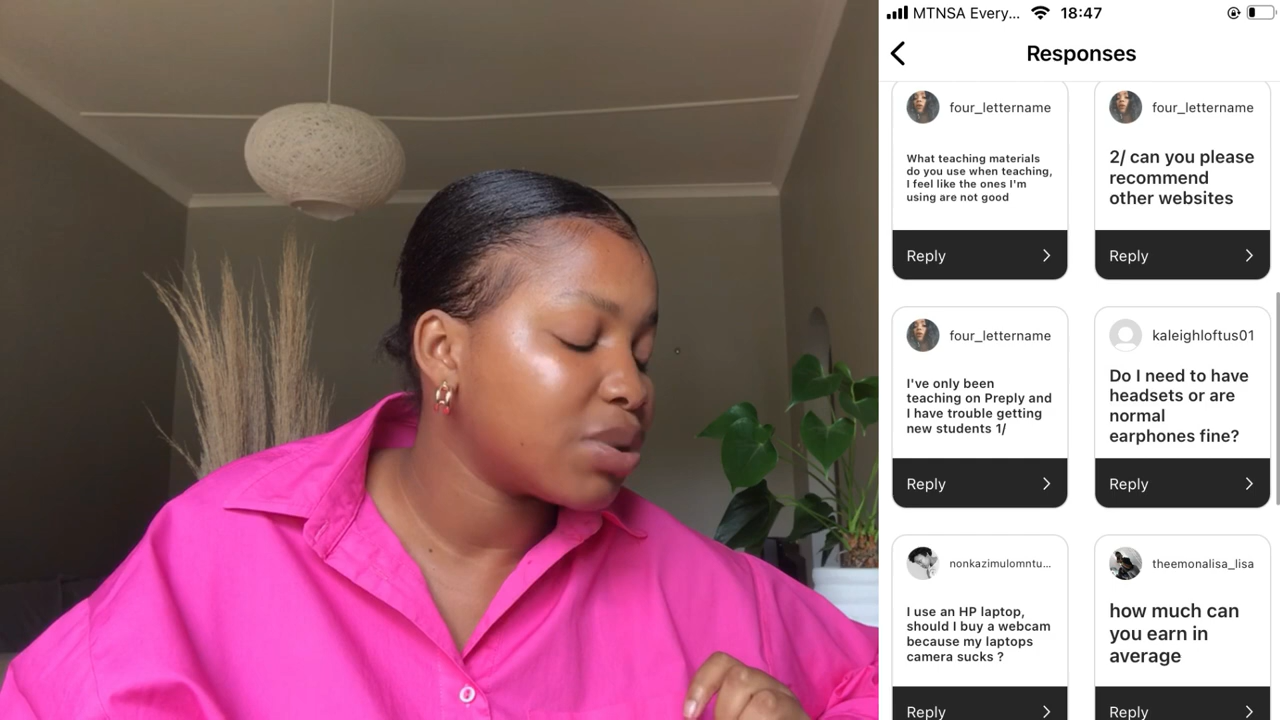 MTNSA Every... 18:47
Responses
four_lettername
What teaching materials
do you use when teaching,
I feel like the ones I'm
using are not good
Reply
four_lettername
2/ can you please
recommend
other websites
Reply
four_lettername
I've only been
teaching on Preply and
I have trouble getting
new students 1/
Reply
kaleighloftus01
Do I need to have
headsets or are
normal
earphones fine?
Reply
nonkazimulomntu...
I use an HP laptop,
should I buy a webcam
because my laptops
camera sucks ?
Reply
theemonalisa_lisa
how much can
you earn in
average
Reply